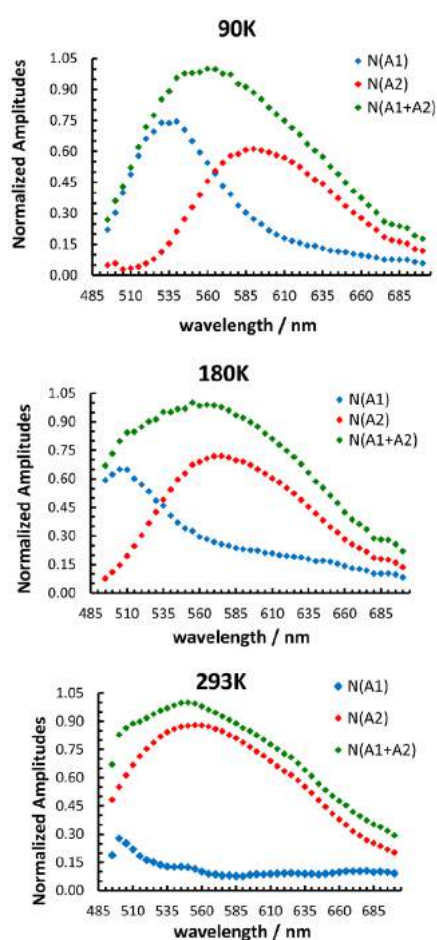 90K
Normalized Amplitudes
1.05
0.90
0.75
0.60
0.45
0.30
0.15
0.00
485 510 535 560 585 610 635 660 685
wavelength / nm
N(A1)
N(A2)
N(A1+A2)
180K
Normalized Amplitudes
1.05
0.90
0.75
0.60
0.45
0.30
0.15
0.00
485 510 535 560 585 610 635 660 685
wavelength / nm
N(A1)
N(A2)
N(A1+A2)
293K
Normalized Amplitudes
1.05
0.90
0.75
0.60
0.45
0.30
0.15
0.00
485 510 535 560 585 610 635 660 685
wavelength / nm
N(A1)
N(A2)
N(A1+A2)